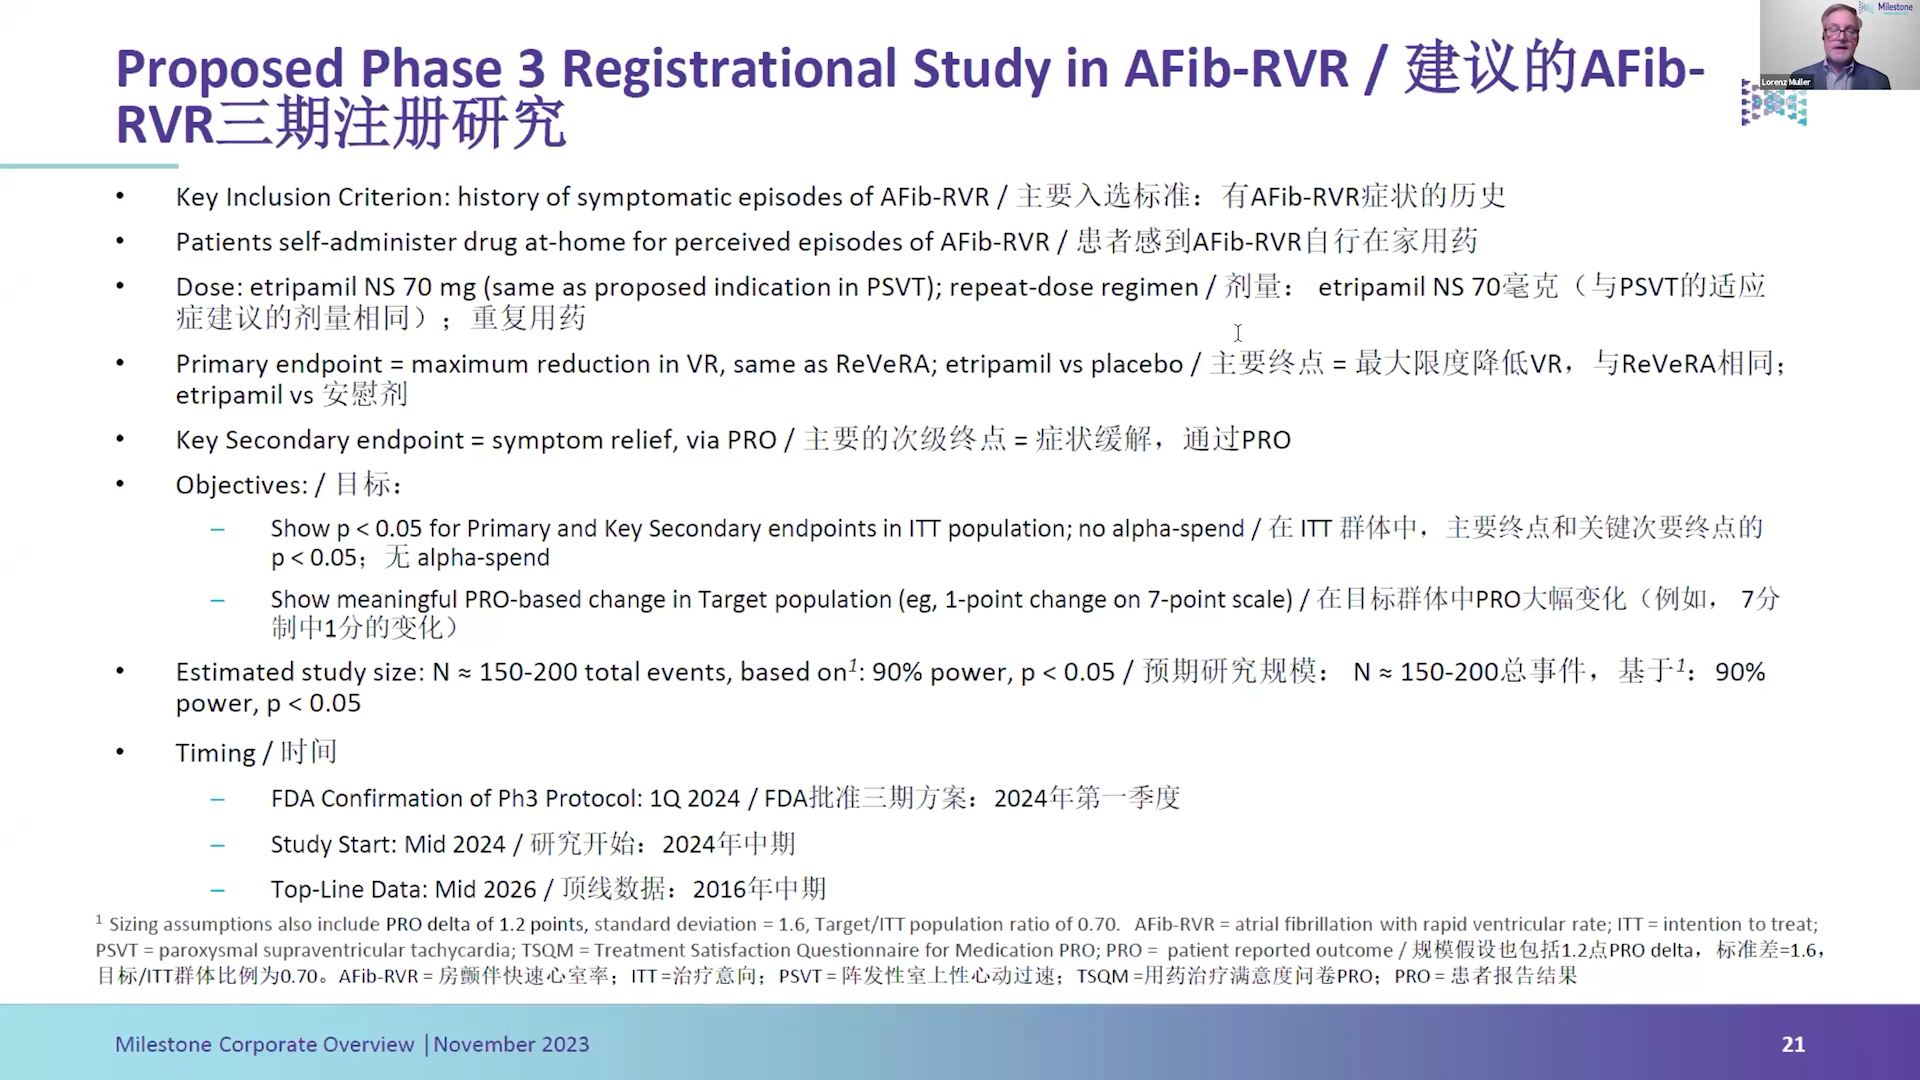 Milestone
Lorenz Muller
Proposed Phase 3 Registrational Study in AFib-RVR / 建议的AFib-
RVR三期注册研究
• Key Inclusion Criterion: history of symptomatic episodes of AFib-RVR / 主要入选标准：有AFib-RVR症状的历史
• Patients self-administer drug at-home for perceived episodes of AFib-RVR / 患者感到AFib-RVR自行在家用药
• Dose: etripamil NS 70 mg (same as proposed indication in PSVT); repeat-dose regimen / 剂量： etripamil NS 70毫克（与PSVT的适应
症建议的剂量相同）；重复用药
• Primary endpoint = maximum reduction in VR, same as ReVeRA; etripamil vs placebo / 主要终点 = 最大限度降低VR，与ReVeRA相同；
etripamil vs 安慰剂
• Key Secondary endpoint = symptom relief, via PRO / 主要的次级终点 = 症状缓解，通过PRO
• Objectives: / 目标：
– Show p < 0.05 for Primary and Key Secondary endpoints in ITT population; no alpha-spend / 在 ITT 群体中，主要终点和关键次要终点的
p < 0.05；无 alpha-spend
– Show meaningful PRO-based change in Target population (eg, 1-point change on 7-point scale) / 在目标群体中PRO大幅变化（例如， 7分
制中1分的变化）
• Estimated study size: N ≈ 150-200 total events, based on¹: 90% power, p < 0.05 / 预期研究规模： N ≈ 150-200总事件，基于¹：90%
power, p < 0.05
• Timing / 时间
– FDA Confirmation of Ph3 Protocol: 1Q 2024 / FDA批准三期方案：2024年第一季度
– Study Start: Mid 2024 / 研究开始：2024年中期
– Top-Line Data: Mid 2026 / 顶线数据：2016年中期
¹ Sizing assumptions also include PRO delta of 1.2 points, standard deviation = 1.6, Target/ITT population ratio of 0.70. AFib-RVR = atrial fibrillation with rapid ventricular rate; ITT = intention to treat;
PSVT = paroxysmal supraventricular tachycardia; TSQM = Treatment Satisfaction Questionnaire for Medication PRO; PRO = patient reported outcome / 规模假设也包括1.2点PRO delta，标准差=1.6，
目标/ITT群体比例为0.70。AFib-RVR = 房颤伴快速心室率；ITT =治疗意向；PSVT = 阵发性室上性心动过速；TSQM =用药治疗满意度问卷PRO；PRO = 患者报告结果
Milestone Corporate Overview | November 2023
21